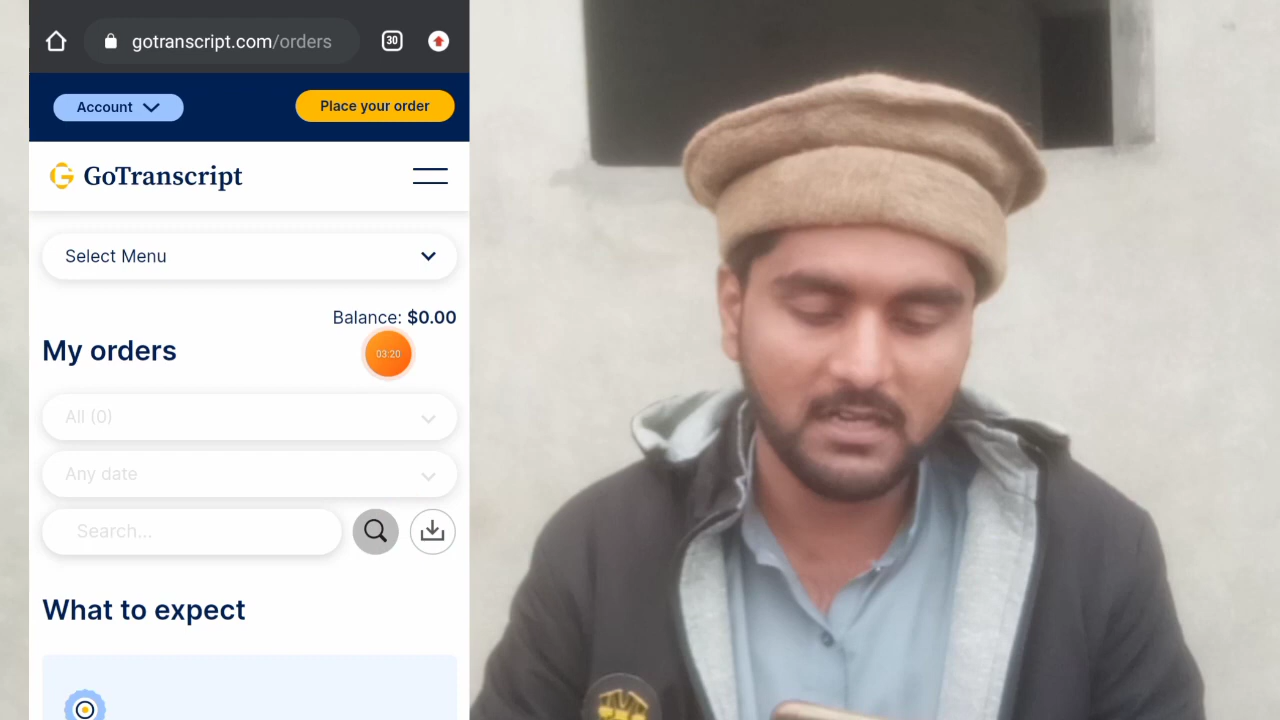 gotranscript.com/orders
30
Account
Place your order
GoTranscript
Select Menu
Balance: $0.00
My orders
03:20
All (0)
Any date
Search...
What to expect